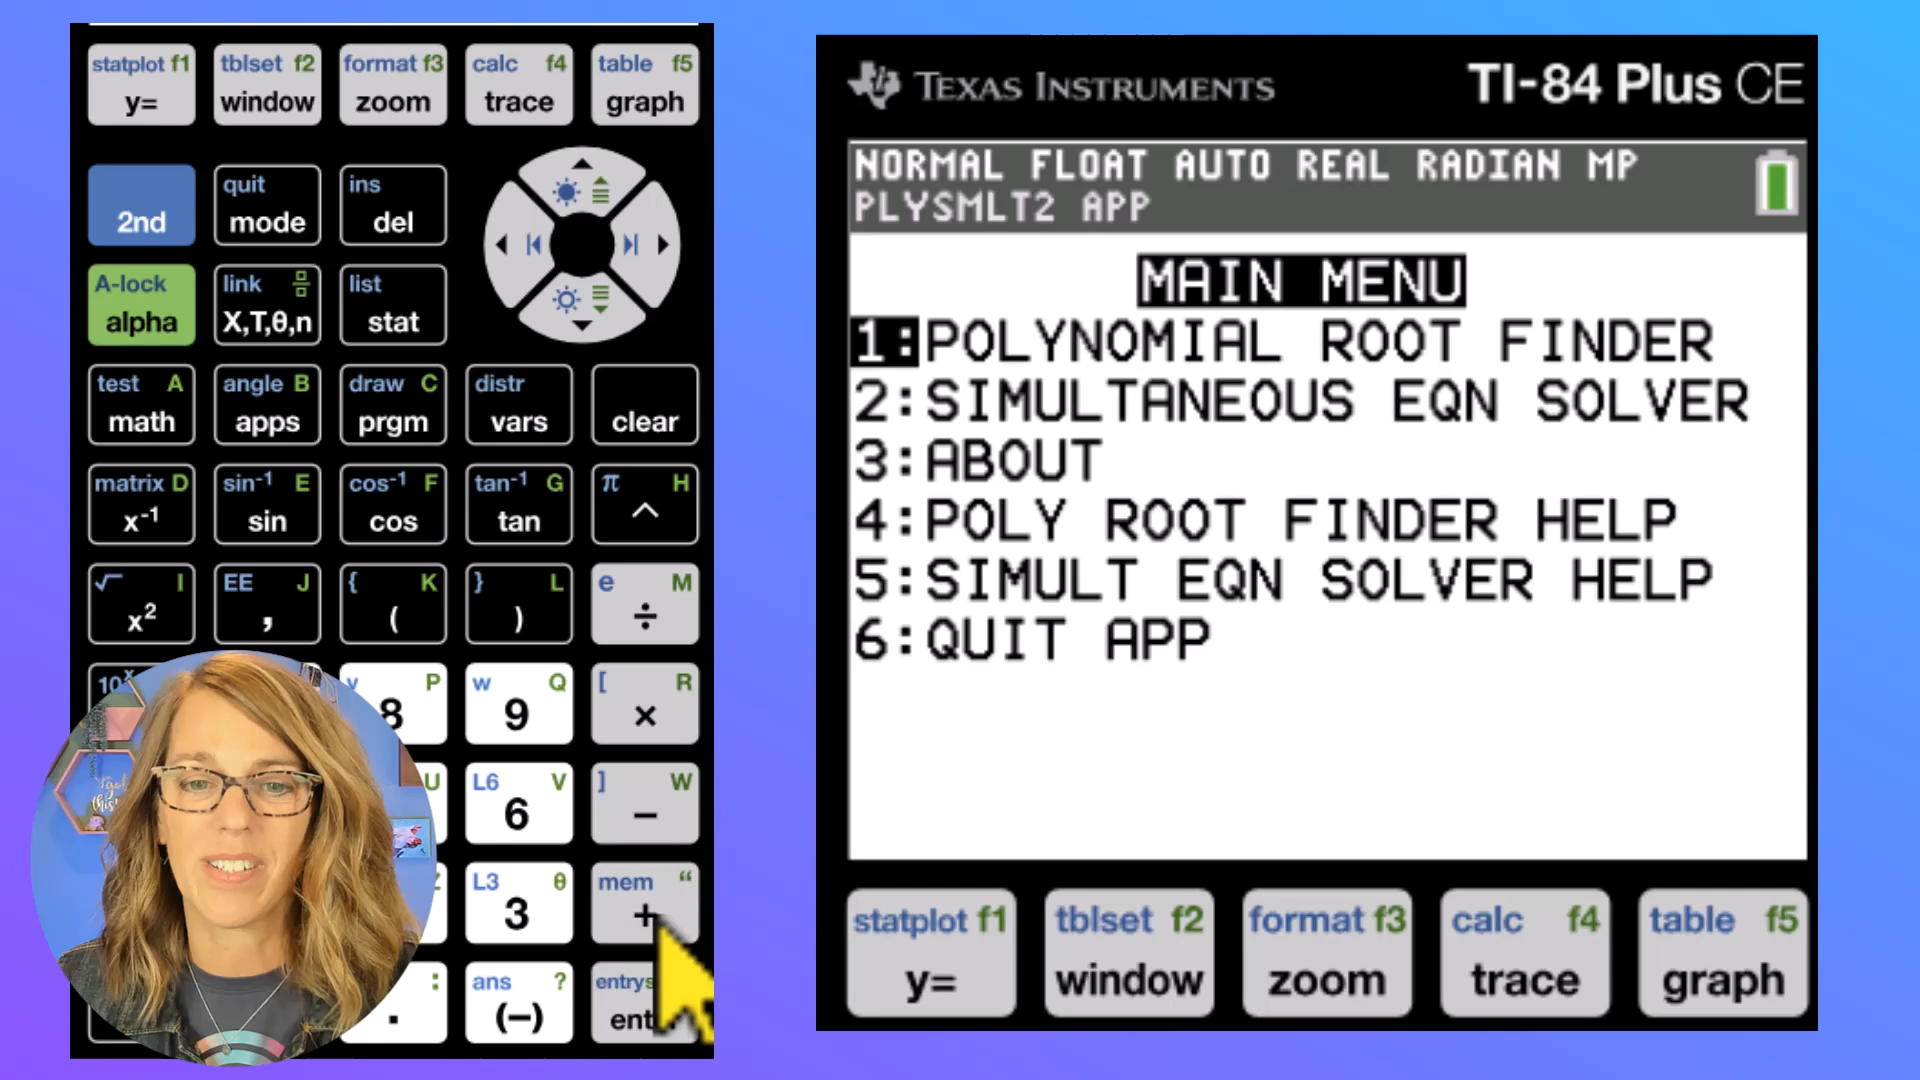 statplot f1 tblset f2 format f3 calc f4 table f5
y= window zoom trace graph
quit ins
2nd mode del
A-lock link list
alpha X,T,θ,n stat
test A angle B draw C distr
math apps prgm vars clear
matrix D sin-1 E cos-1 F tan-1 G π H
x-1 sin cos tan ^
√ I EE J { K } L e M
x2 , ( ) ÷
10x v P w Q [ R
8 9 ×
U L6 V ] W
6 −
L3 θ mem “
3 +
: ans ? entry
. (−)
TEXAS INSTRUMENTS
TI-84 Plus CE
NORMAL FLOAT AUTO REAL RADIAN MP
PLYSMLT2 APP
MAIN MENU
1:POLYNOMIAL ROOT FINDER
2:SIMULTANEOUS EQN SOLVER
3:ABOUT
4:POLY ROOT FINDER HELP
5:SIMULT EQN SOLVER HELP
6:QUIT APP
statplot f1 tblset f2 format f3 calc f4 table f5
y= window zoom trace graph